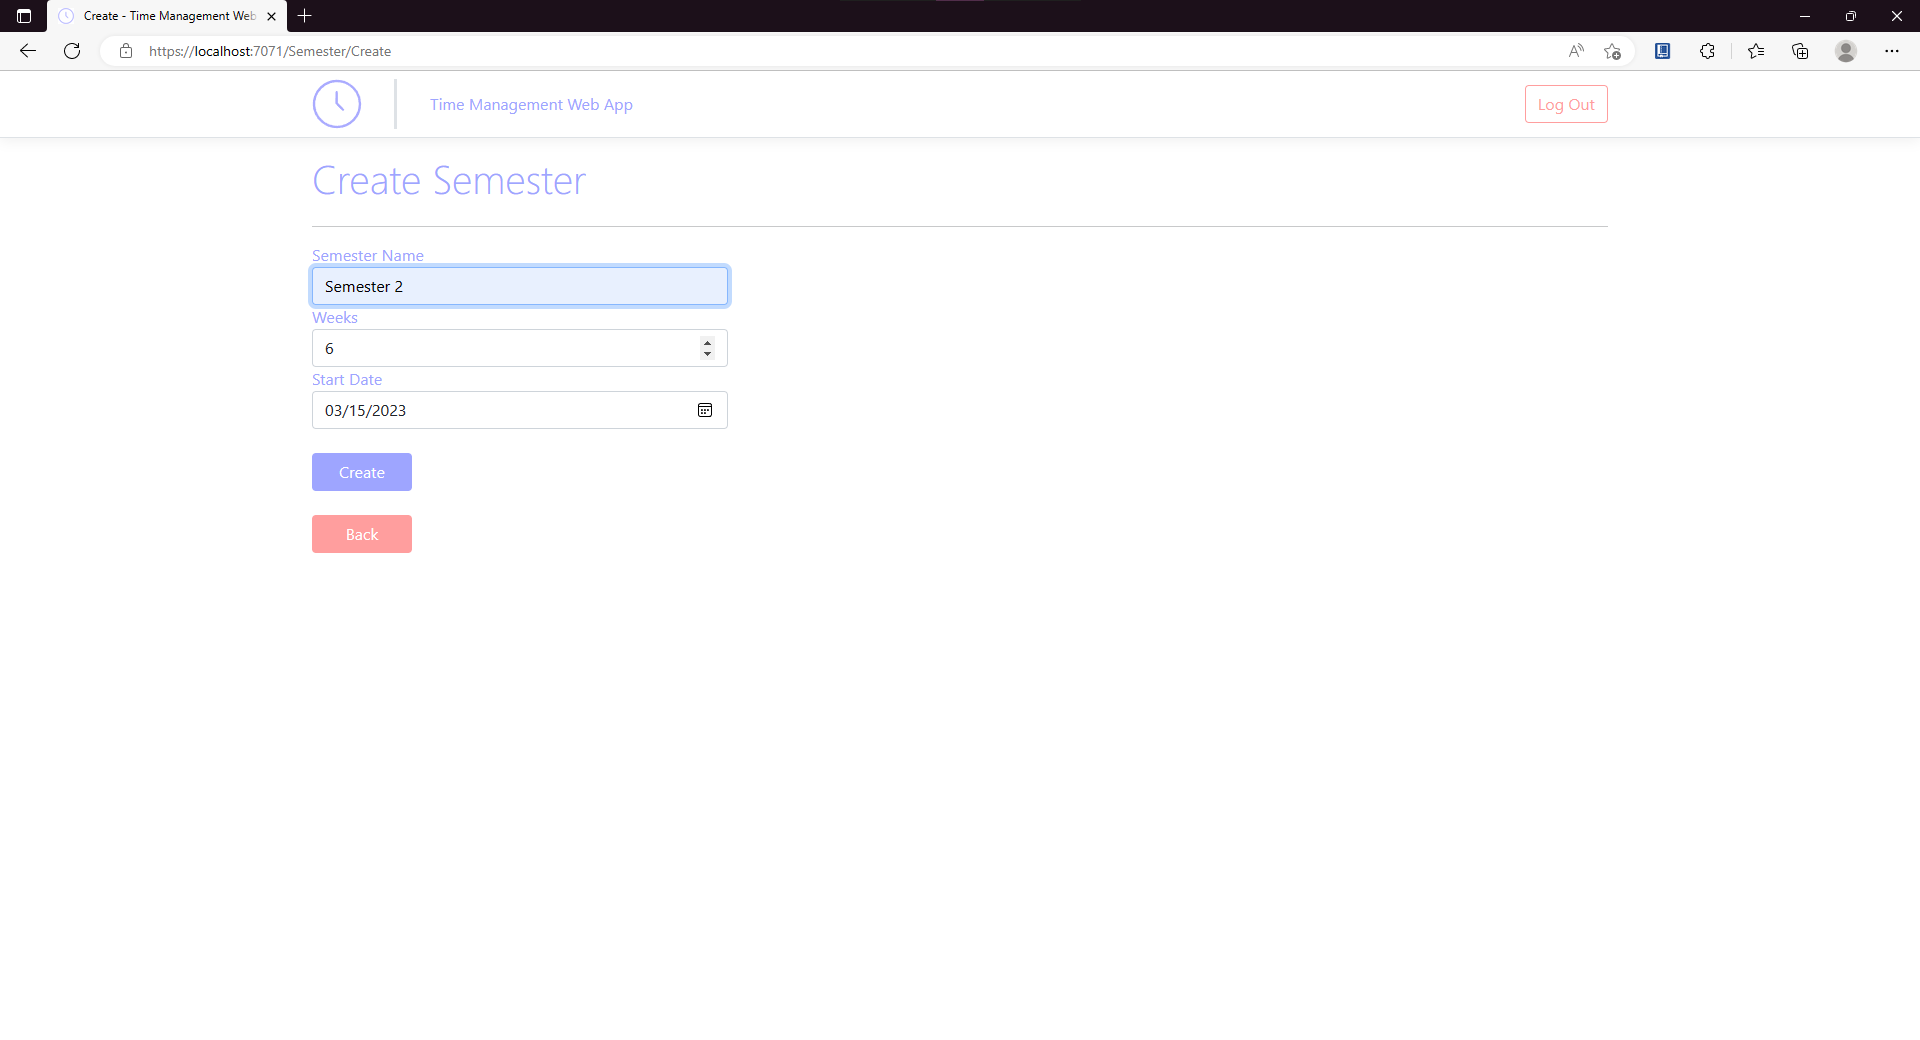 Create - Time Management Web
https://localhost:7071/Semester/Create
Time Management Web App
Log Out
Create Semester
Semester Name
Semester 2
Weeks
6
Start Date
03/15/2023
Create
Back